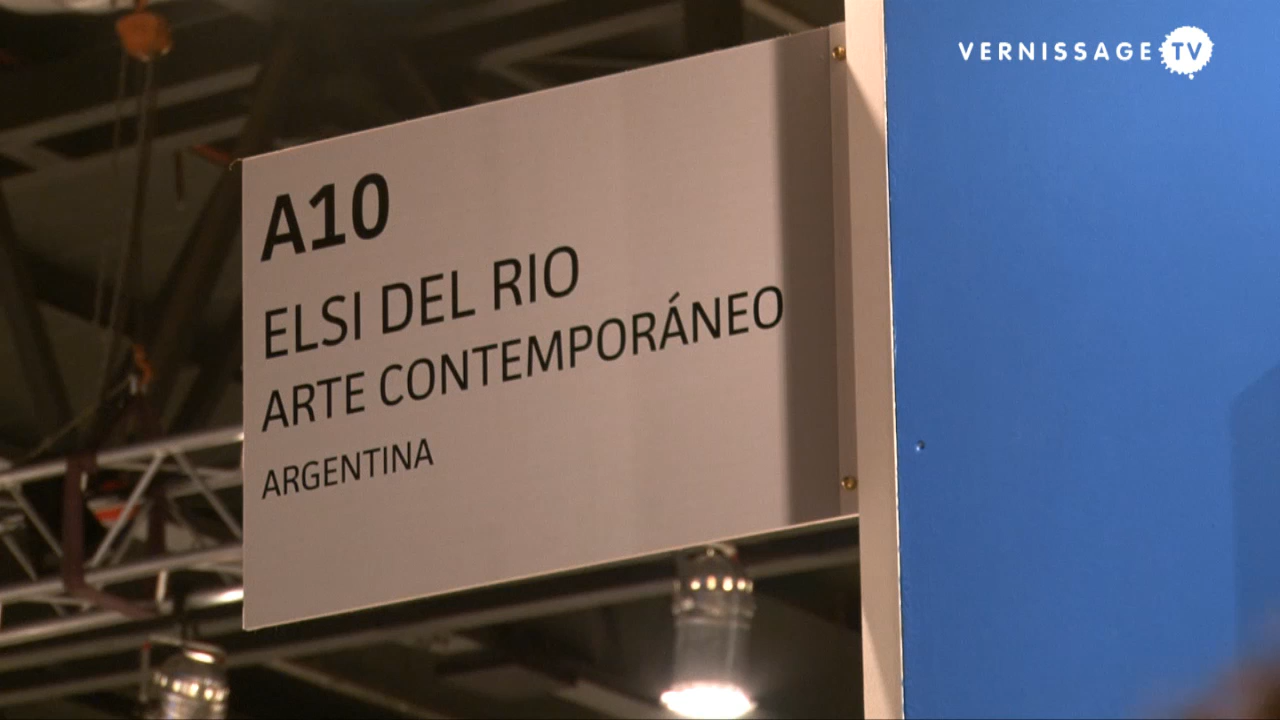 VERNISSAGE TV
A10
ELSI DEL RIO
ARTE CONTEMPORÁNEO
ARGENTINA